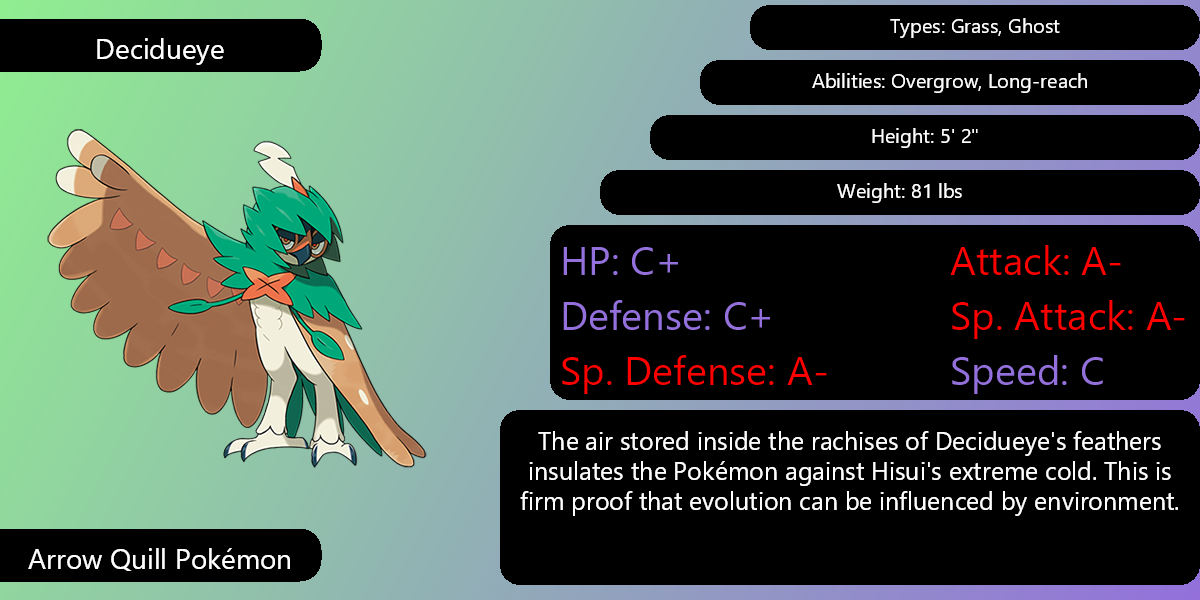 Decidueye
Types: Grass, Ghost
Abilities: Overgrow, Long-reach
Height: 5' 2"
Weight: 81 lbs
HP: C+
Attack: A-
Defense: C+
Sp. Attack: A-
Sp. Defense: A-
Speed: C
The air stored inside the rachises of Decidueye's feathers
insulates the Pokémon against Hisui's extreme cold. This is
firm proof that evolution can be influenced by environment.
Arrow Quill Pokémon